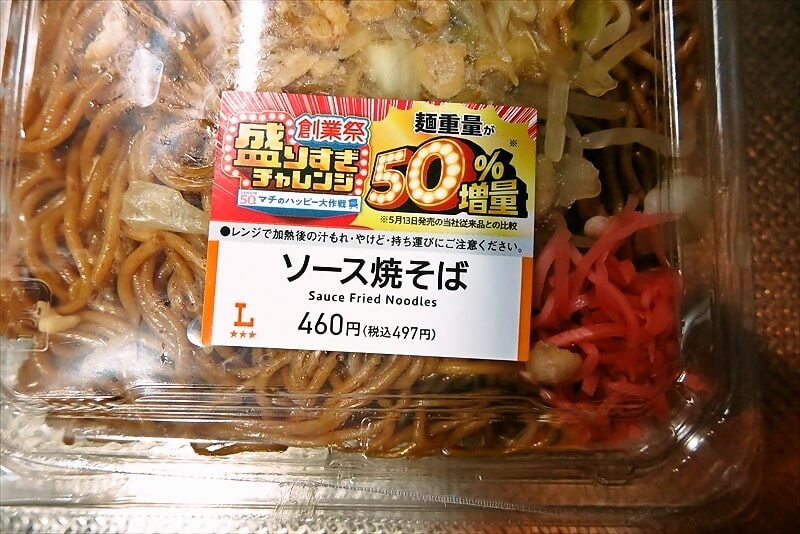 創業祭
盛りすぎ
チャレンジ
50th マチのハッピー大作戦
麺重量が※
50%
増量
※5月13日発売の当社従来品との比較
●レンジで加熱後の汁もれ・やけど・持ち運びにご注意ください。
ソース焼そば
Sauce Fried Noodles
L
★★★
460円(税込497円)